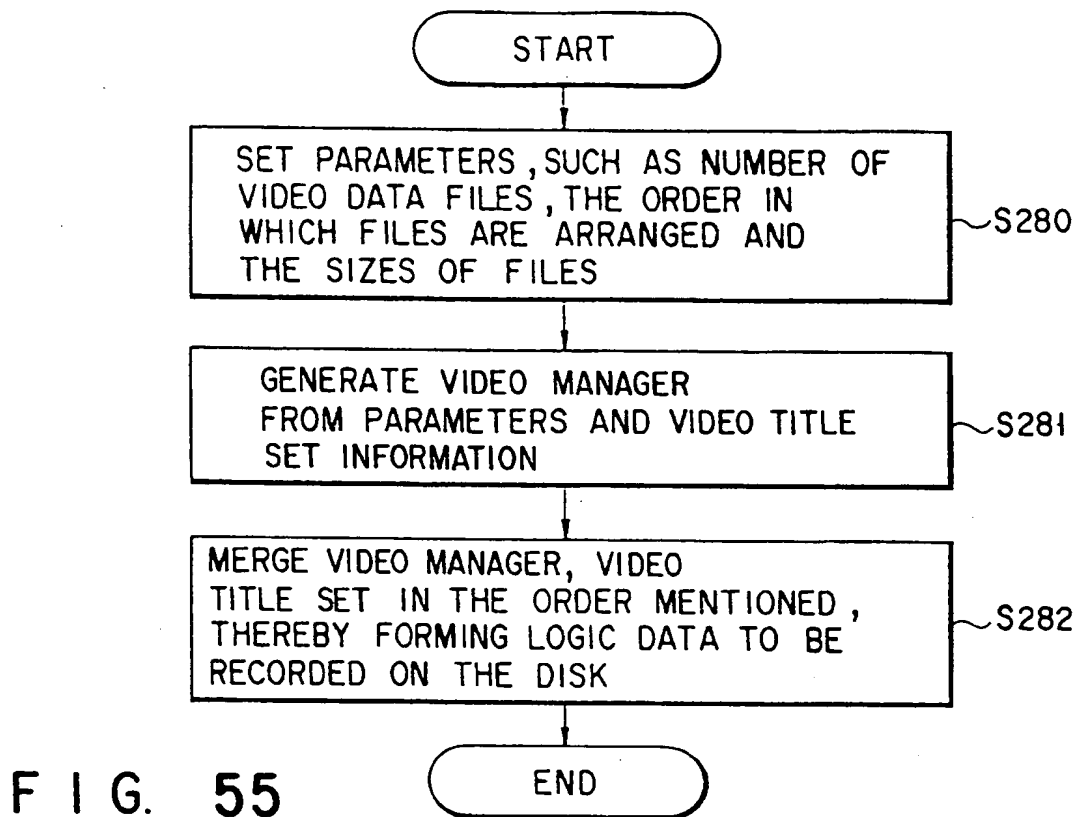 START
SET PARAMETERS, SUCH AS NUMBER OF
VIDEO DATA FILES, THE ORDER IN
WHICH FILES ARE ARRANGED AND
THE SIZES OF FILES
S280
GENERATE VIDEO MANAGER
FROM PARAMETERS AND VIDEO TITLE
SET INFORMATION
S281
MERGE VIDEO MANAGER, VIDEO
TITLE SET IN THE ORDER MENTIONED,
THEREBY FORMING LOGIC DATA TO BE
RECORDED ON THE DISK
S282
END
FIG. 55